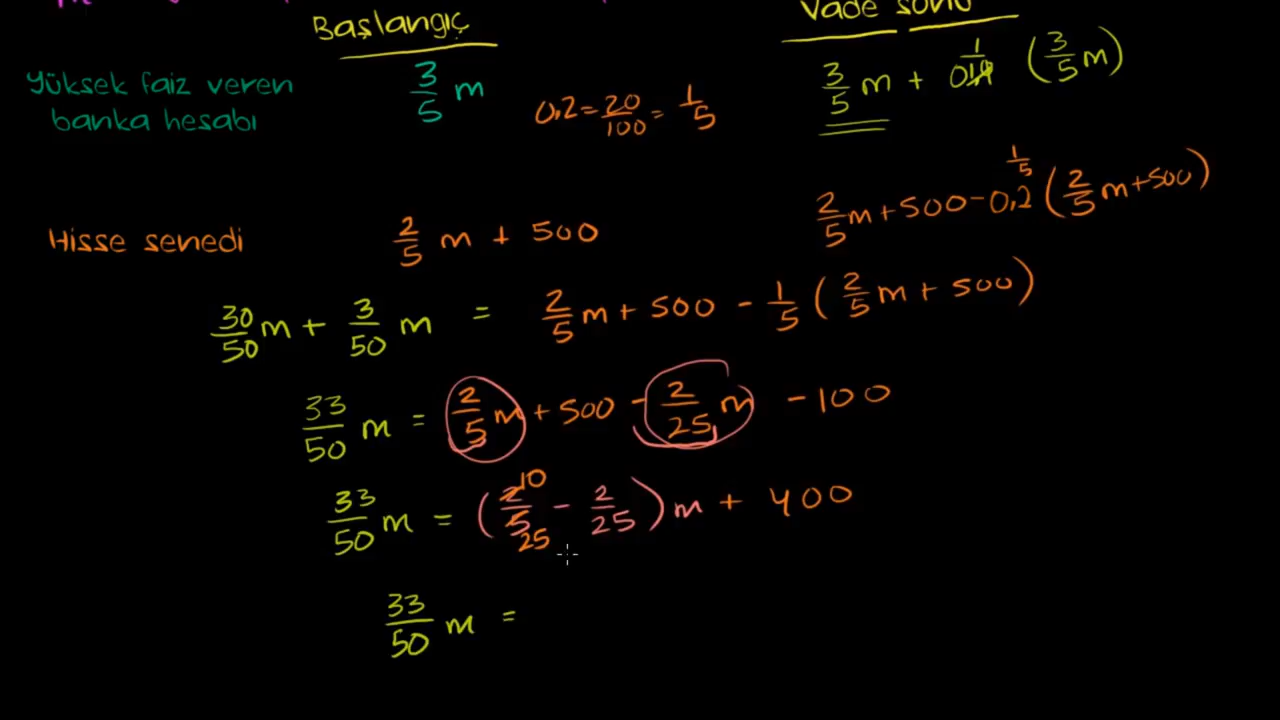 Başlangıç
Vade sonu
Yüksek faiz veren
banka hesabı
3/5 m
0,2 = 20/100 = 1/5
3/5 m + (3/5 m)
Hisse senedi
2/5 m + 500
2/5 m + 500 - 0,2 1/5 (2/5 m + 500)
30/50 m + 3/50 m = 2/5 m + 500 - 1/5 (2/5 m + 500)
33/50 m = 2/5 m + 500 - 2/25 m - 100
33/50 m = (2/5 10/25 - 2/25) m + 400
33/50 m =